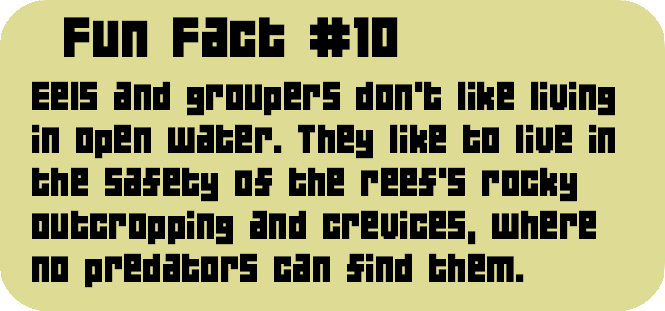 Fun Fact #10
Eels and groupers don't like living
in open water. They like to live in
the safety of the reef's rocky
outcropping and crevices, where
no predators can find them.